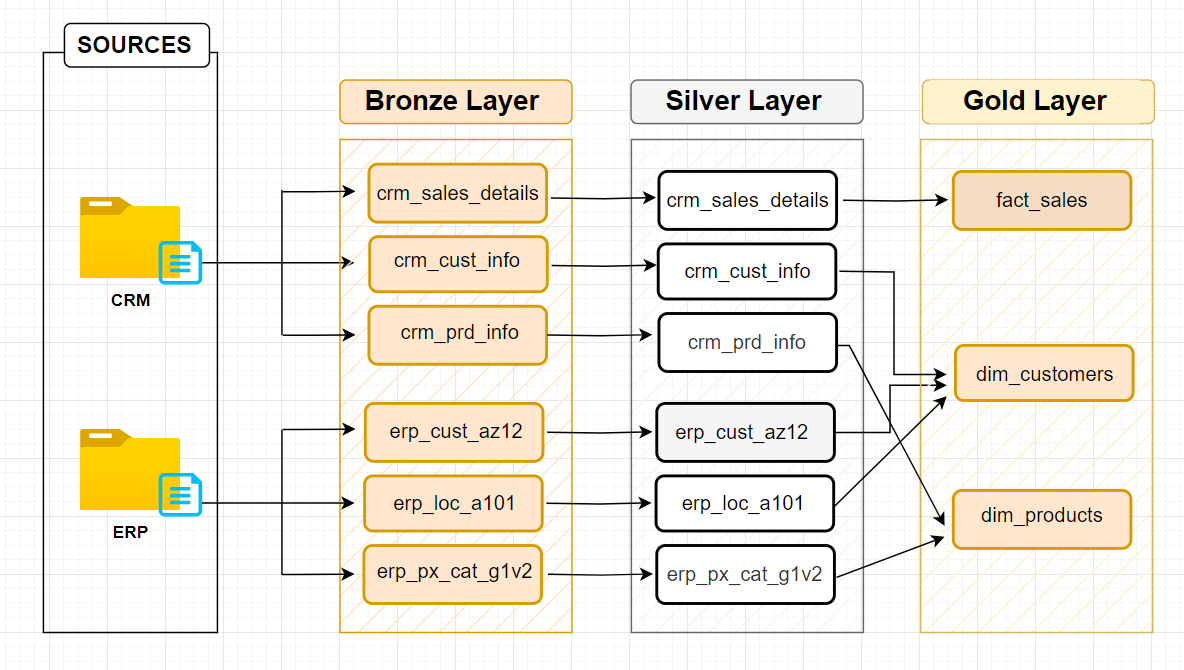 SOURCES
Bronze Layer
Silver Layer
Gold Layer
crm_sales_details
crm_sales_details
fact_sales
crm_cust_info
crm_cust_info
CRM
crm_prd_info
crm_prd_info
dim_customers
erp_cust_az12
erp_cust_az12
erp_loc_a101
erp_loc_a101
dim_products
ERP
erp_px_cat_g1v2
erp_px_cat_g1v2